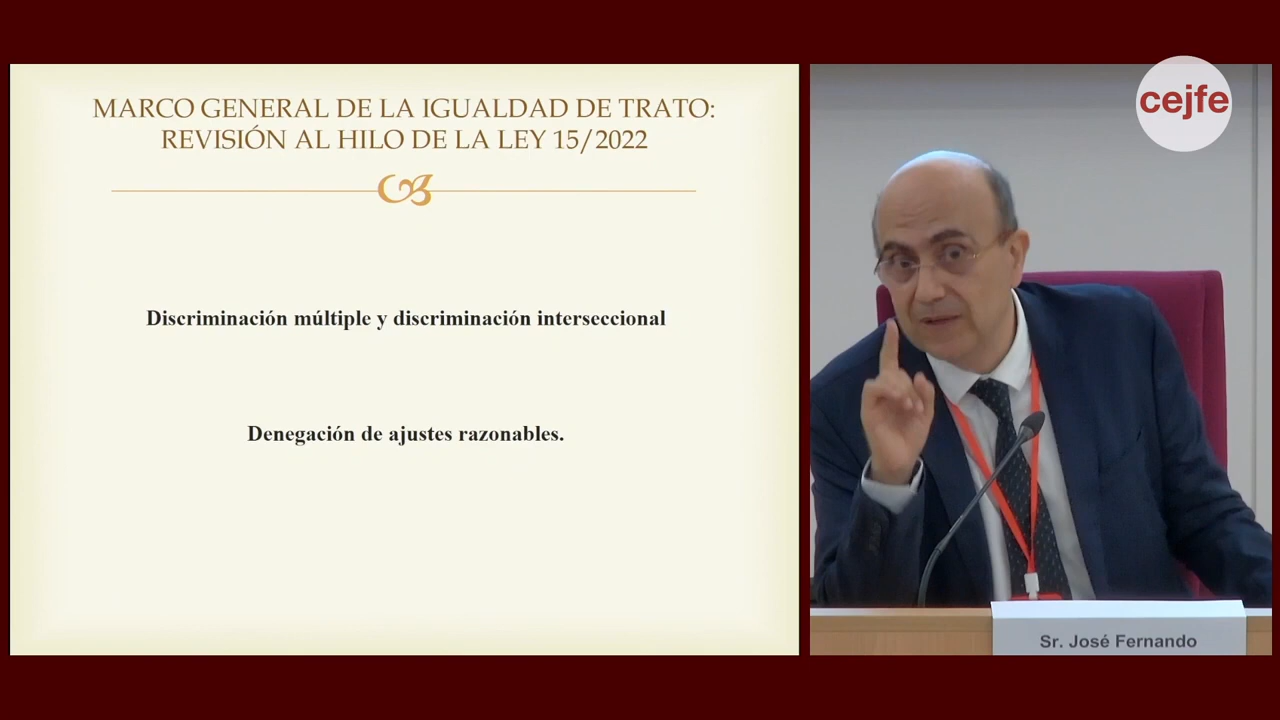 MARCO GENERAL DE LA IGUALDAD DE TRATO:
REVISIÓN AL HILO DE LA LEY 15/2022
Discriminación múltiple y discriminación interseccional
Denegación de ajustes razonables.
cejfe
Sr. José Fernando